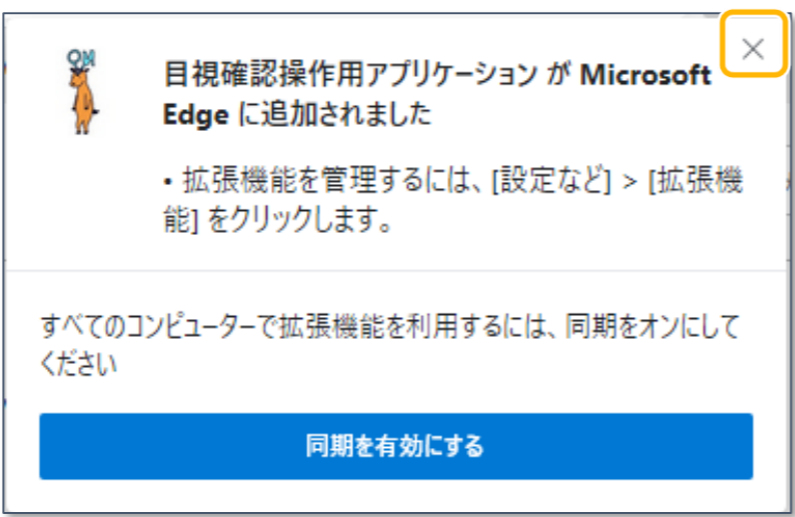 ON
目視確認操作用アプリケーション が Microsoft
Edge に追加されました
• 拡張機能を管理するには、[設定など] > [拡張機
能] をクリックします。
すべてのコンピューターで拡張機能を利用するには、同期をオンにして
ください
同期を有効にする